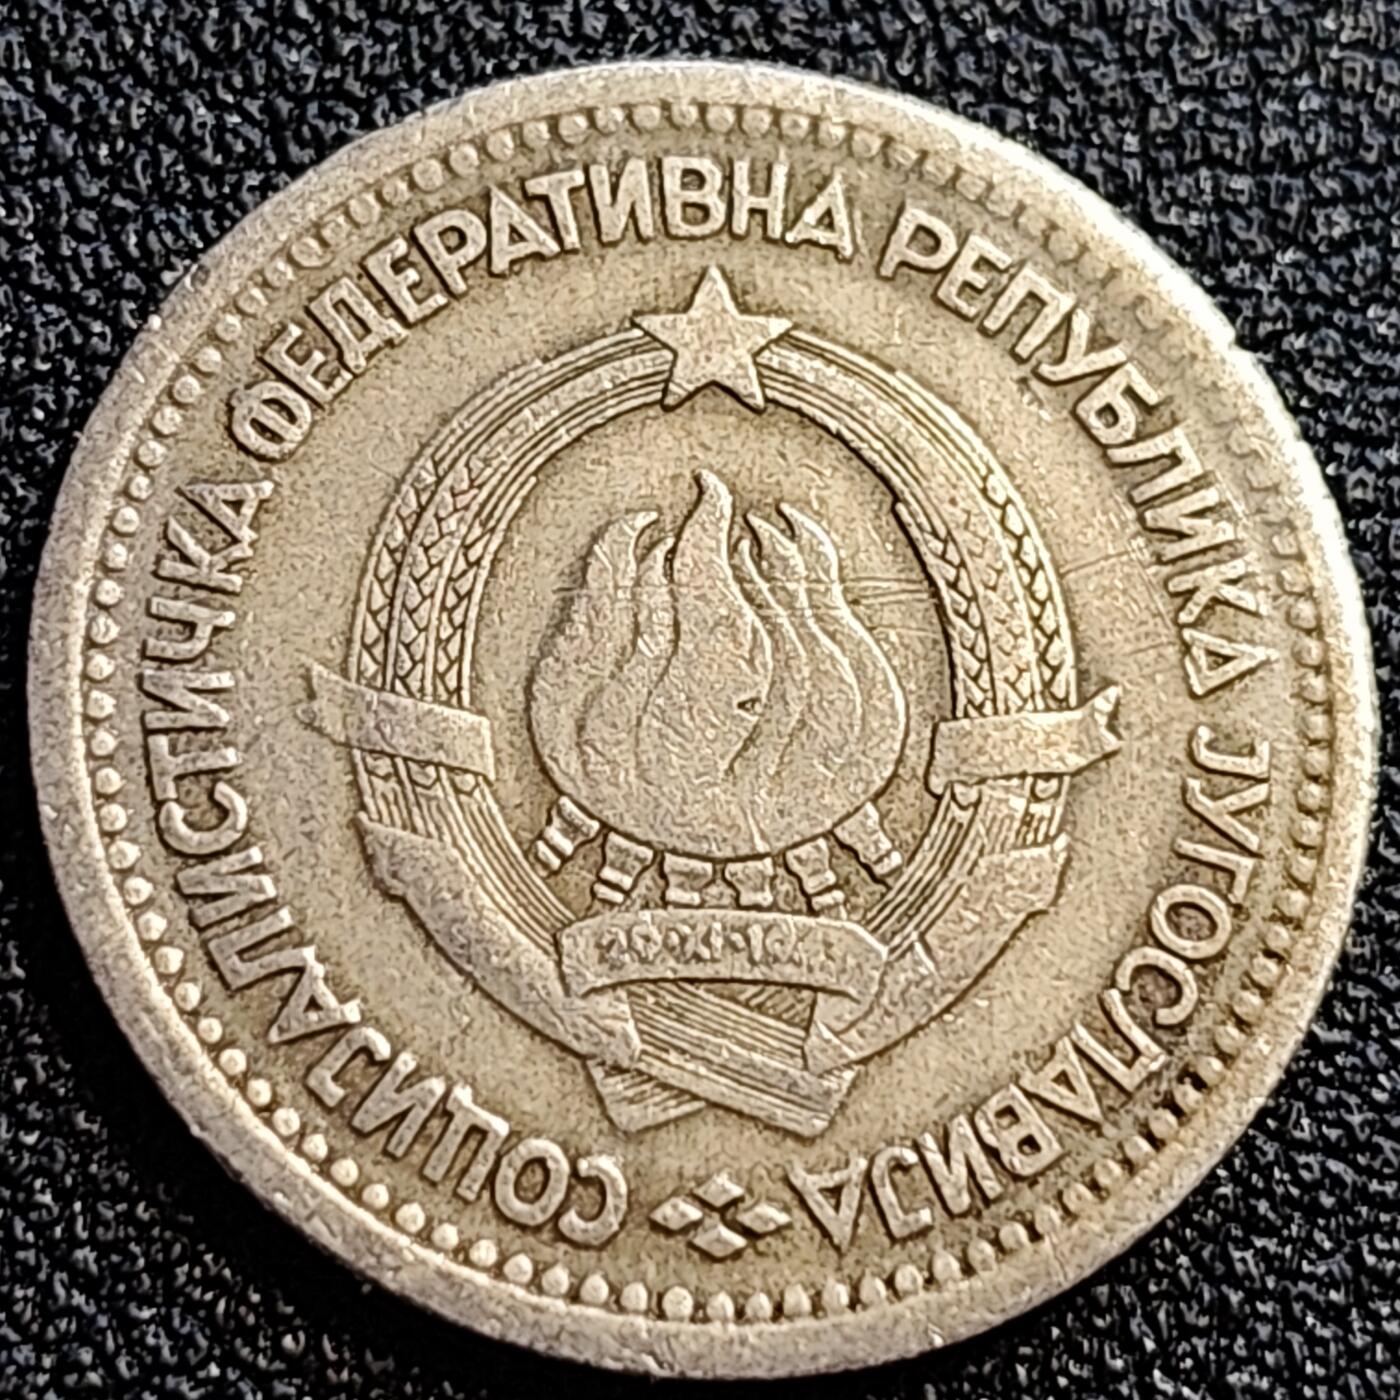 СОЦИЈАЛИСТИЧКА ФЕДЕРАТИВНА РЕПУБЛИКА ЈУГОСЛАВИЈА